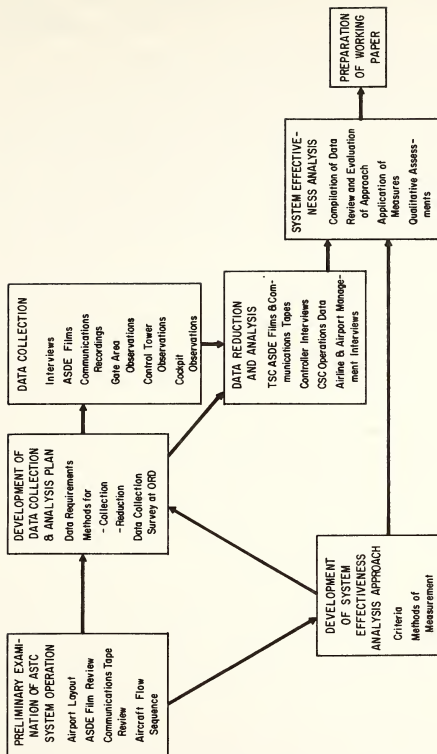 PRELIMINARY EXAMI-
NATION OF ASTC
SYSTEM OPERATION
Airport Layout
ASDE Film Review
Communications Tape
Review
Aircraft Flow
Sequence
DEVELOPMENT OF
DATA COLLECTION
& ANALYSIS PLAN
Data Requirements
Methods for
- Collection
- Reduction
Data Collection
Survey at ORD
DATA COLLECTION
Interviews
ASDE Films
Communications
Recordings
Gate Area
Observations
Control Tower
Observations
Cockpit
Observations
DEVELOPMENT
OF SYSTEM
EFFECTIVENESS
ANALYSIS APPROACH
Criteria
Methods of
Measurement
DATA REDUCTION
AND ANALYSIS
TSC ASDE Films & Com-
munications Tapes
Controller Interviews
CSC Operations Data
Airline & Airport Manage-
ment Interviews
SYSTEM EFFECTIVE-
NESS ANALYSIS
Compilation of Data
Review and Evaluation
of Approach
Application of
Measures
Qualitative Assess-
ments
PREPARATION
OF WORKING
PAPER